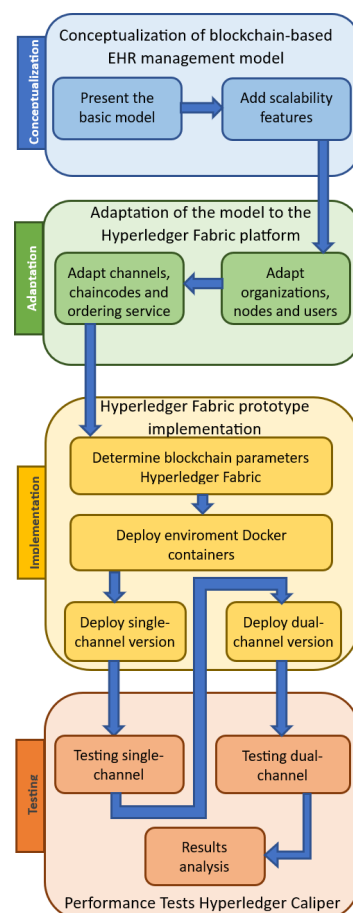 Conceptualization
Conceptualization of blockchain-based
EHR management model
Present the
basic model
Add scalability
features
Adaptation
Adaptation of the model to the
Hyperledger Fabric platform
Adapt channels,
chaincodes and
ordering service
Adapt
organizations,
nodes and users
Implementation
Hyperledger Fabric prototype
implementation
Determine blockchain parameters
Hyperledger Fabric
Deploy enviroment Docker
containers
Deploy single-
channel version
Deploy dual-
channel version
Testing
Testing single-
channel
Testing dual-
channel
Results
analysis
Performance Tests Hyperledger Caliper